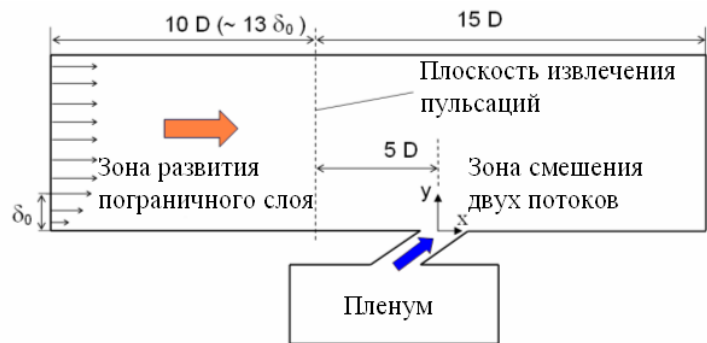 10 D (~ 13 δ₀)
15 D
Плоскость извлечения
пульсаций
5 D
Зона развития
пограничного слоя
Зона смешения
двух потоков
δ₀
y
x
Пленум